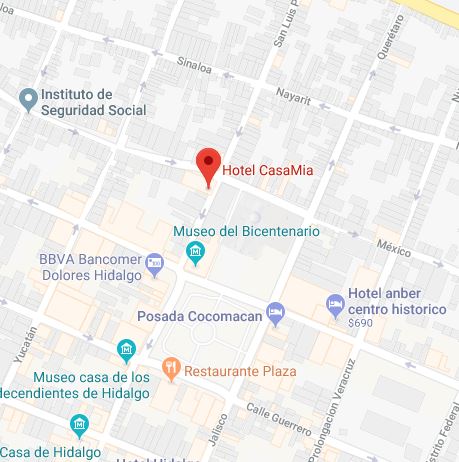 San Luis P
Querétaro
aloa
Sinaloa
Instituto de
Seguridad Social
Nayarit
Hotel CasaMia
Museo del Bicentenario
México
BBVA Bancomer
Dolores Hidalgo
Hotel anber
centro historico
$690
Posada Cocomacan
Yucatán
Museo casa de los
decendientes de Hidalgo
Restaurante Plaza
Calle Guerrero
Prolongacion Veracruz
Jalisco
Distrito Federal
Casa de Hidalgo
Hotel Hidalgo